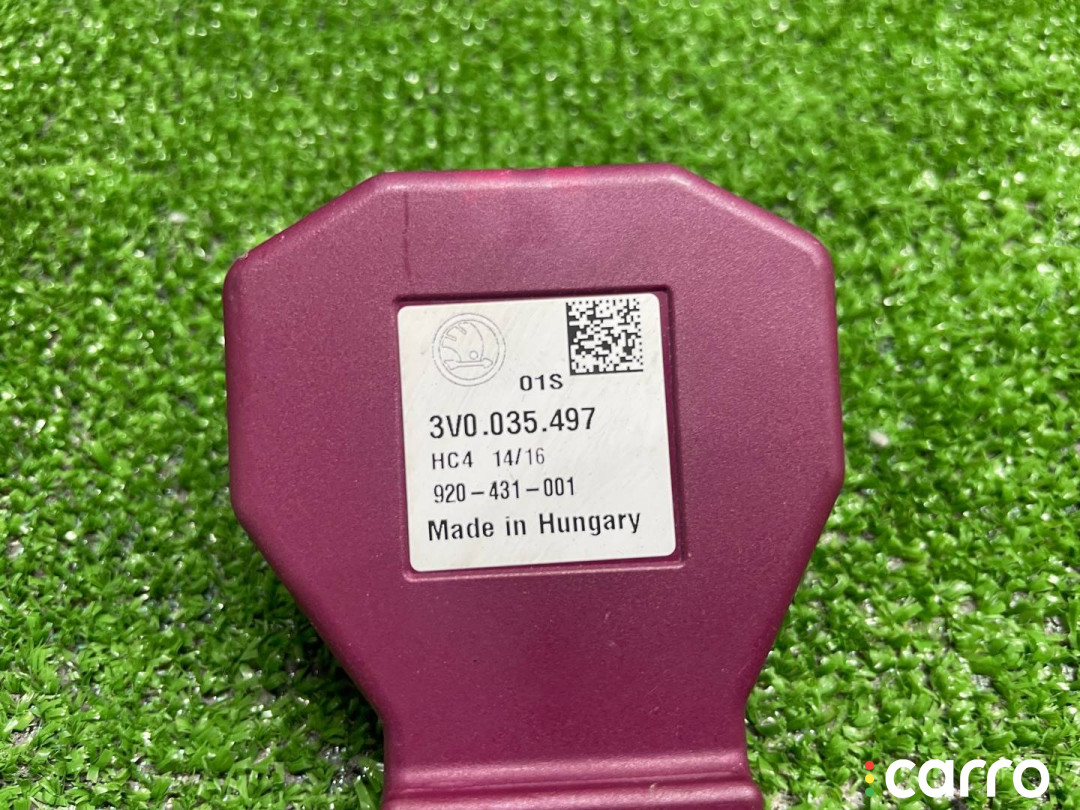 01S
3V0.035.497
HC4 14/16
920-431-001
Made in Hungary
carro